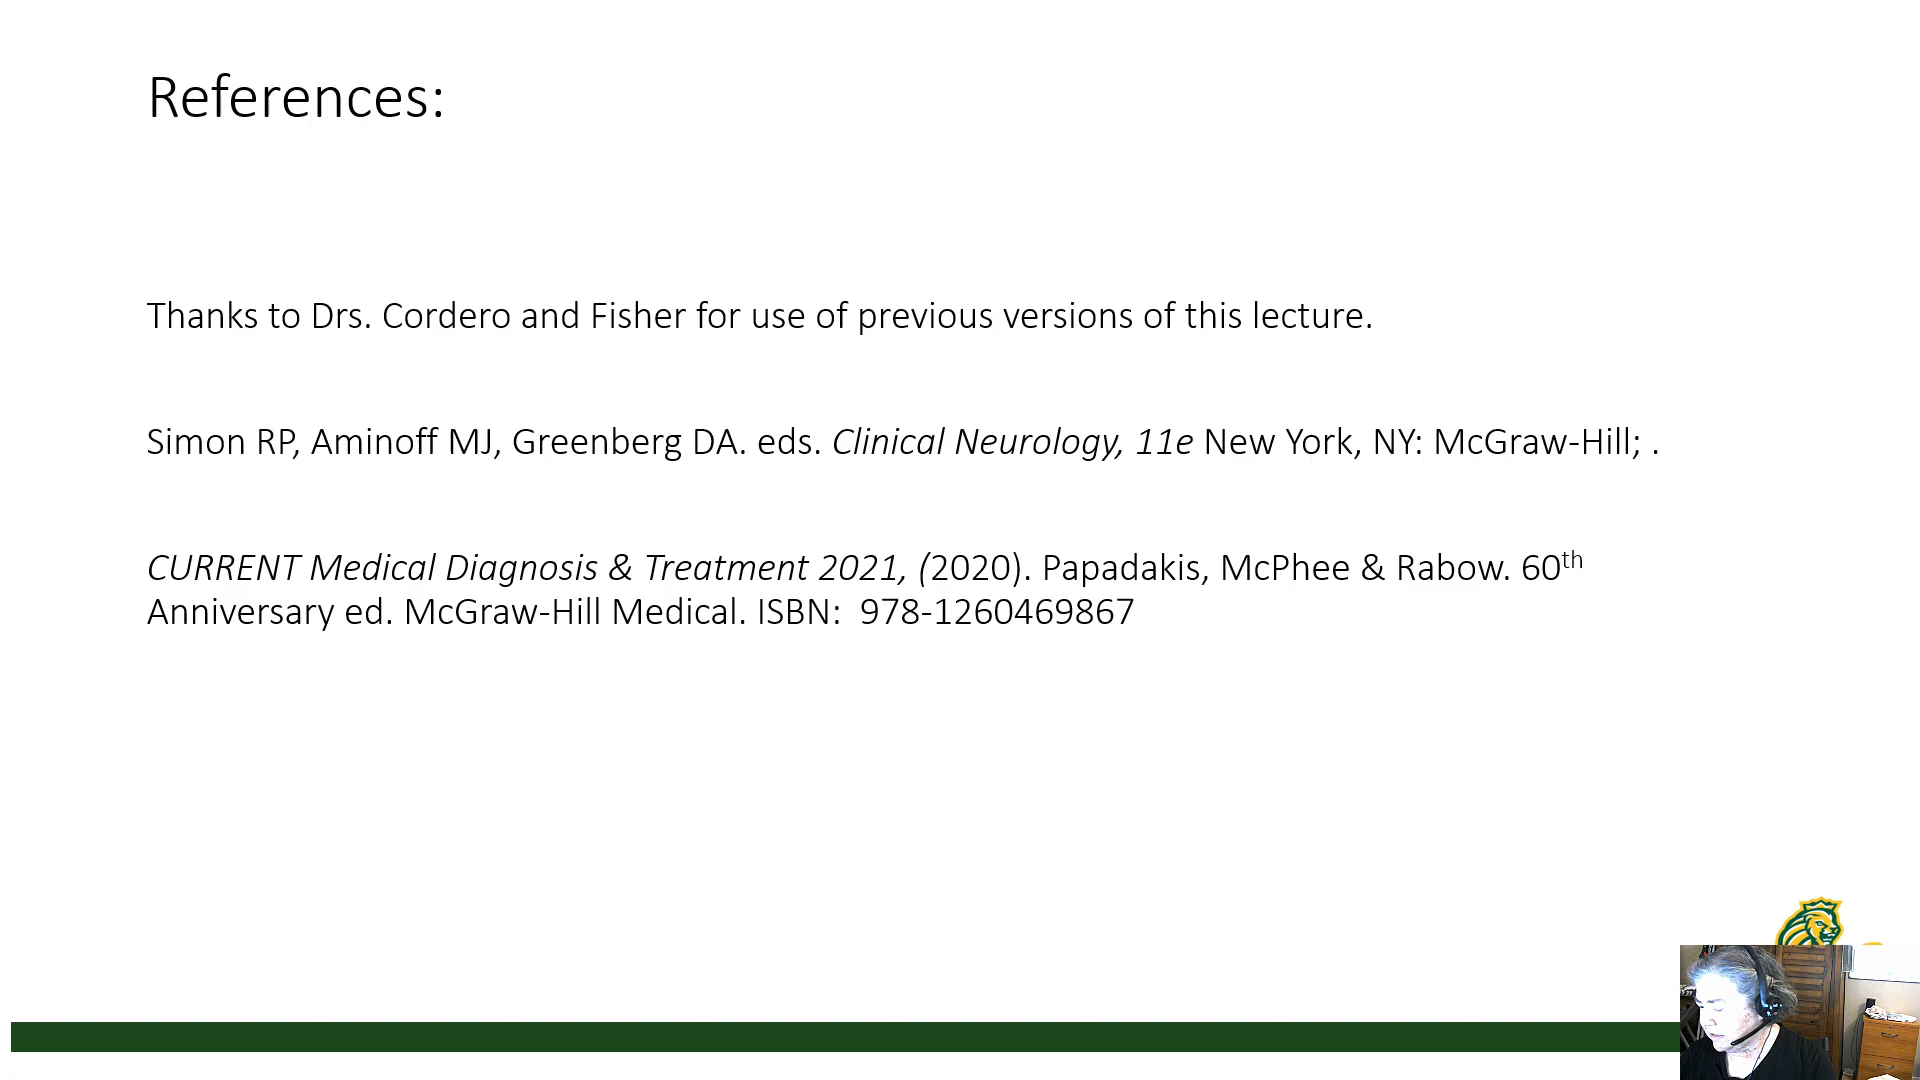 References:
Thanks to Drs. Cordero and Fisher for use of previous versions of this lecture.
Simon RP, Aminoff MJ, Greenberg DA. eds. Clinical Neurology, 11e New York, NY: McGraw-Hill; .
CURRENT Medical Diagnosis & Treatment 2021, (2020). Papadakis, McPhee & Rabow. 60th
Anniversary ed. McGraw-Hill Medical. ISBN:  978-1260469867